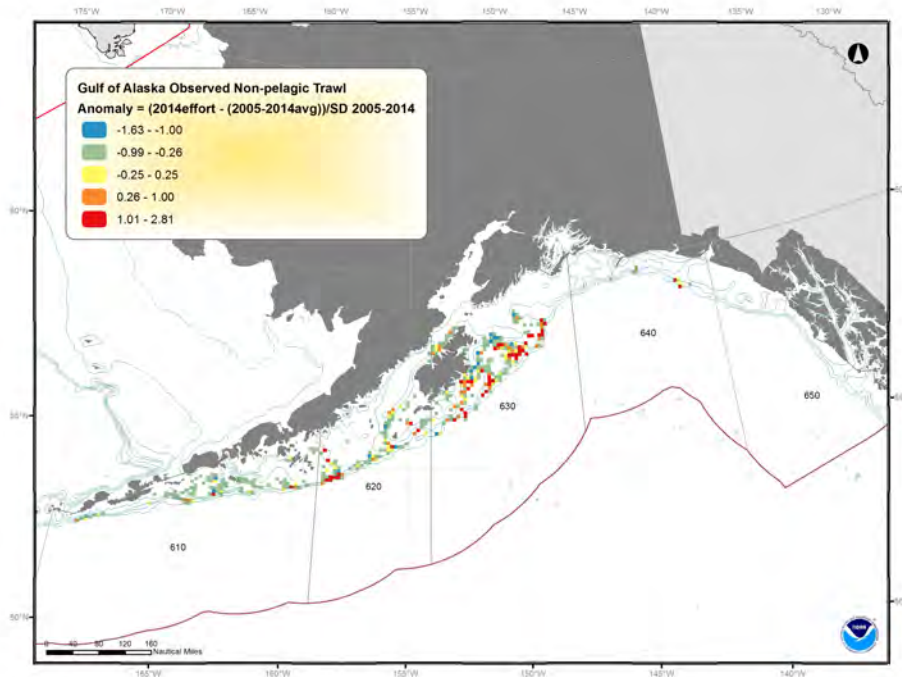 175°W 170°W 165°W 160°W 155°W 150°W 145°W 140°W 135°W 130°W
Gulf of Alaska Observed Non-pelagic Trawl
Anomaly = (2014effort - (2005-2014avg))/SD 2005-2014
-1.63 - -1.00
-0.99 - -0.26
-0.25 - 0.25
0.26 - 1.00
1.01 - 2.81
60°N
640
630
650
55°N
620
610
50°N
0 40 80 120 160
Nautical Miles
NOAA
165°W 160°W 155°W 150°W 145°W 140°W